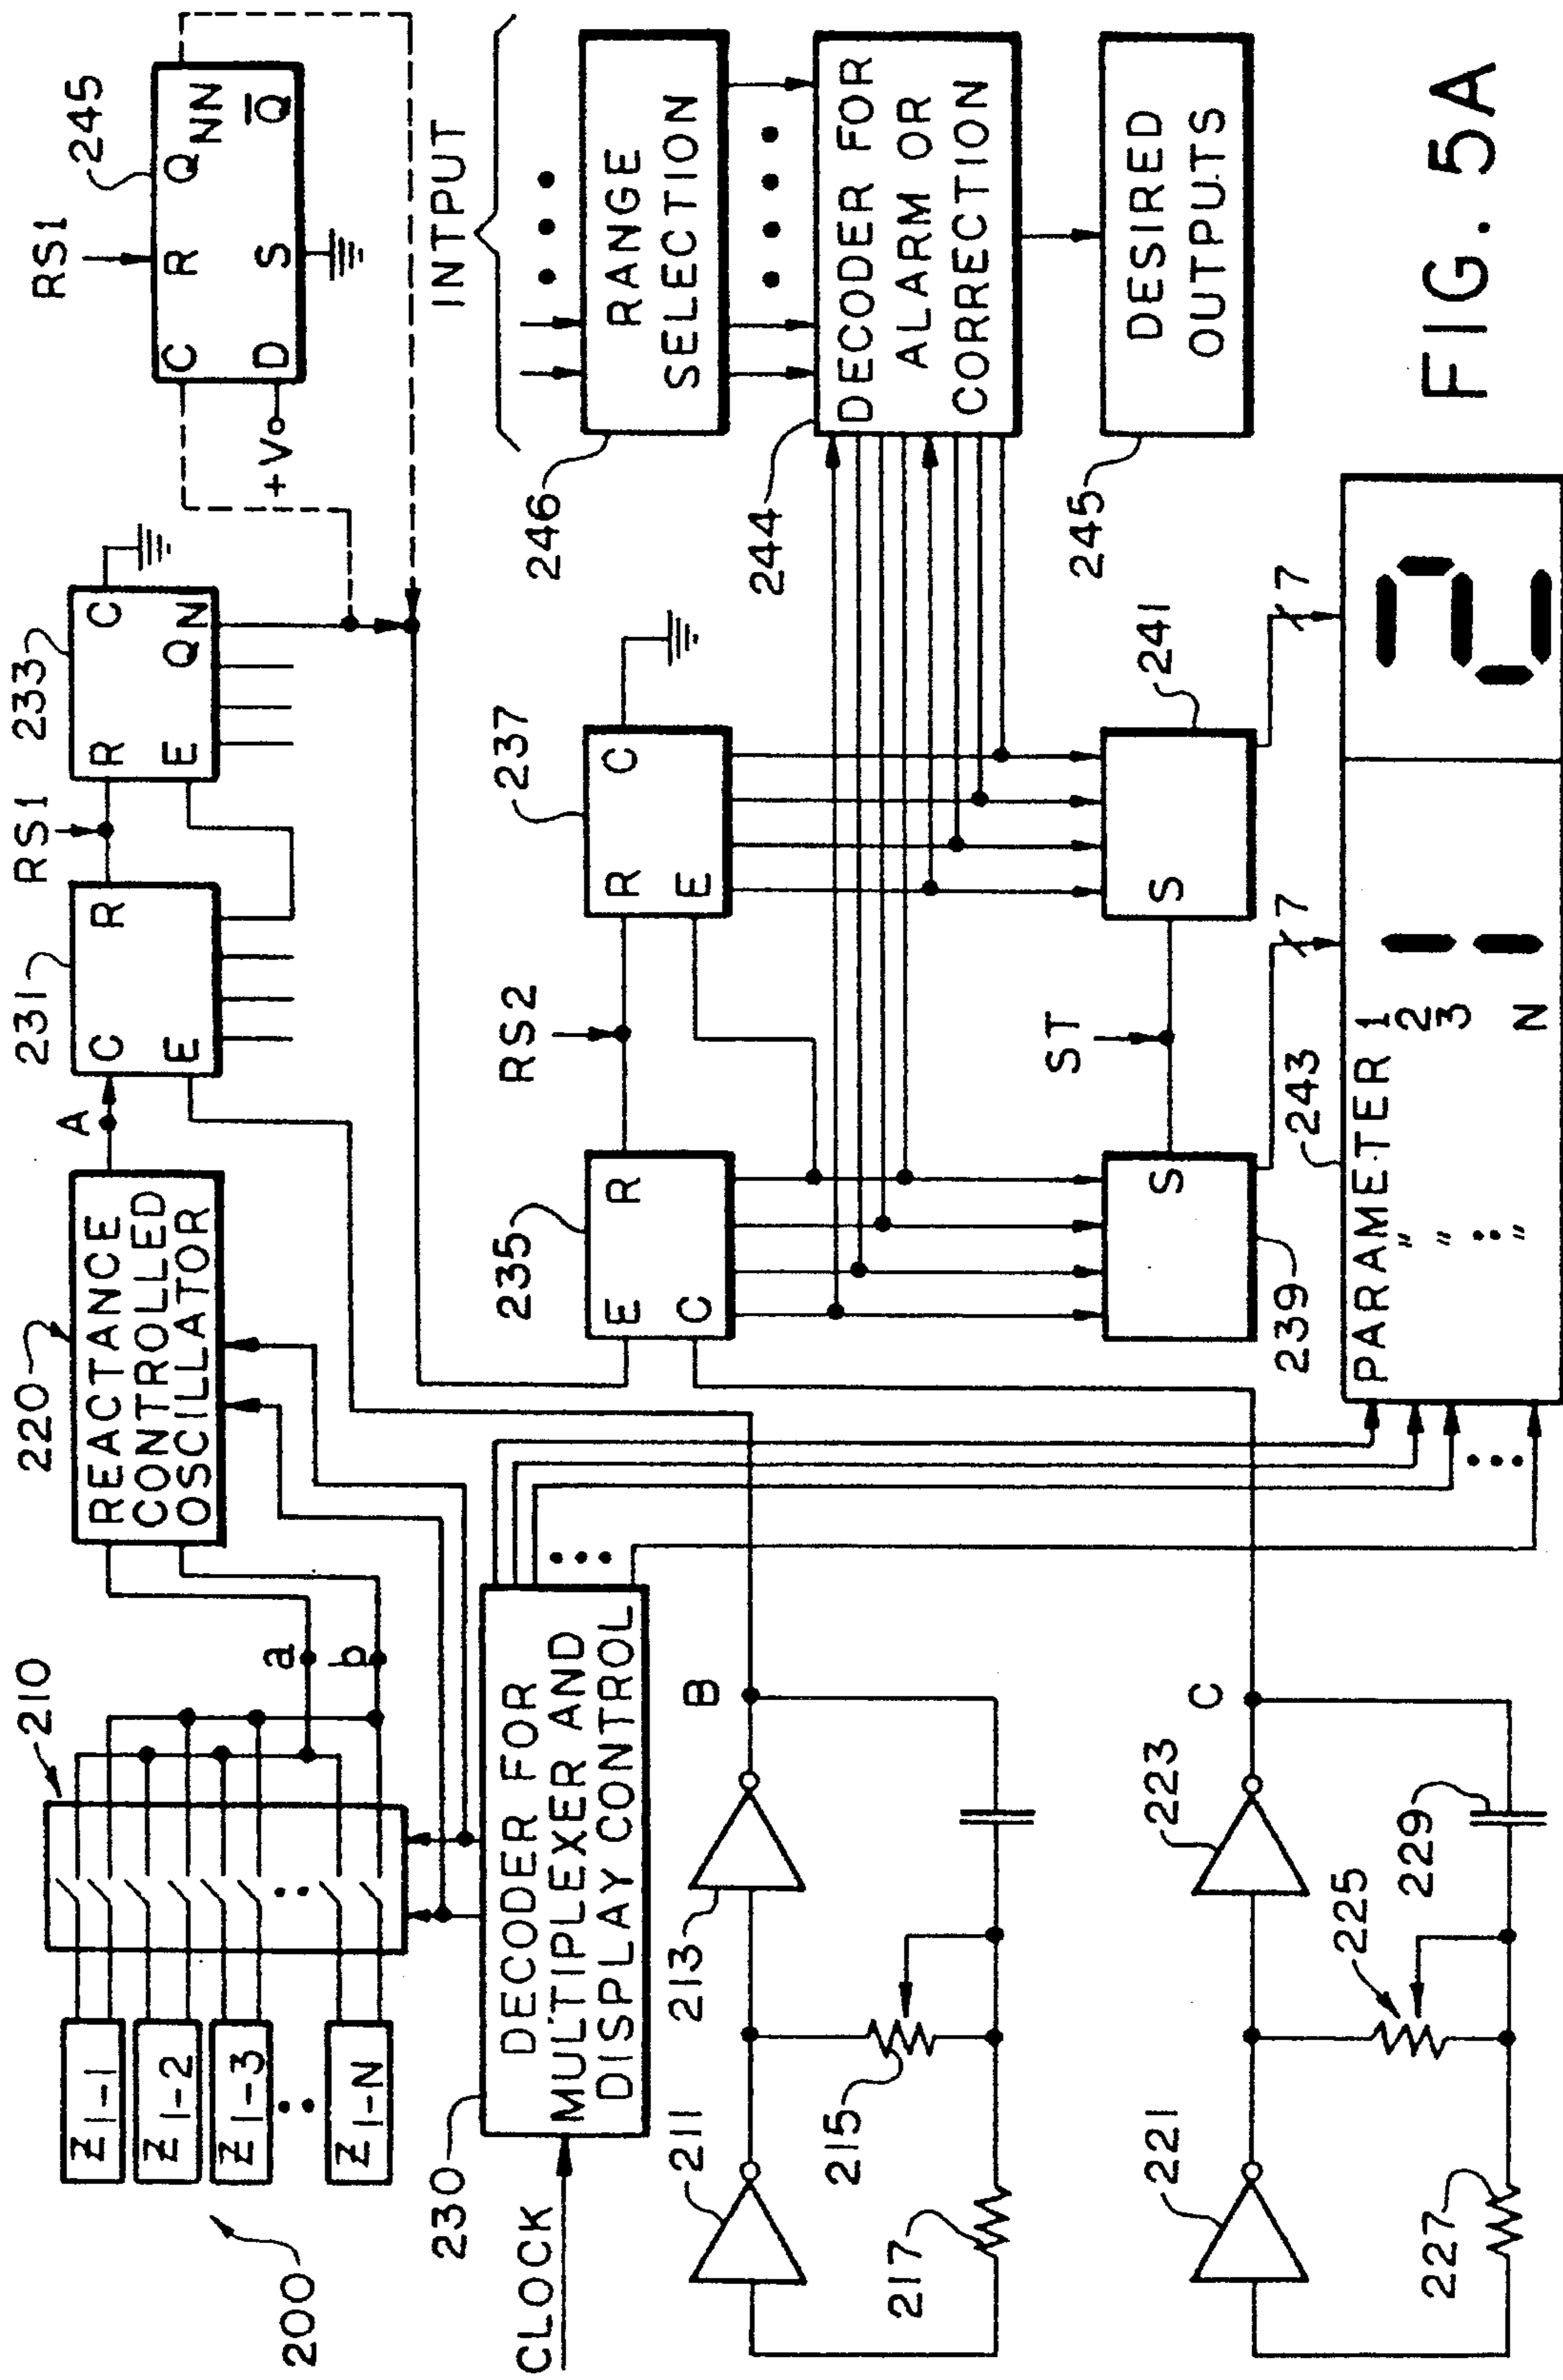 200
Z1-1
Z1-2
Z1-3
Z1-N
210
a
b
220
REACTANCE
CONTROLLED
OSCILLATOR
A
231
C
R
E
RS1
233
R
C
E
QN
RS1
245
C
R
Q
NN
D
S
Q̅
+V
INTPUT
CLOCK
230
DECODER FOR
MULTIPLEXER AND
DISPLAY CONTROL
235
E
R
C
RS2
237
R
C
E
246
RANGE
SELECTION
244
DECODER FOR
ALARM OR
CORRECTION
245
DESIRED
OUTPUTS
211
213
B
215
217
239
S
ST
241
S
7
7
221
223
C
225
227
229
243
PARAMETER 1
" 2
" 3
" N
12
FIG. 5A